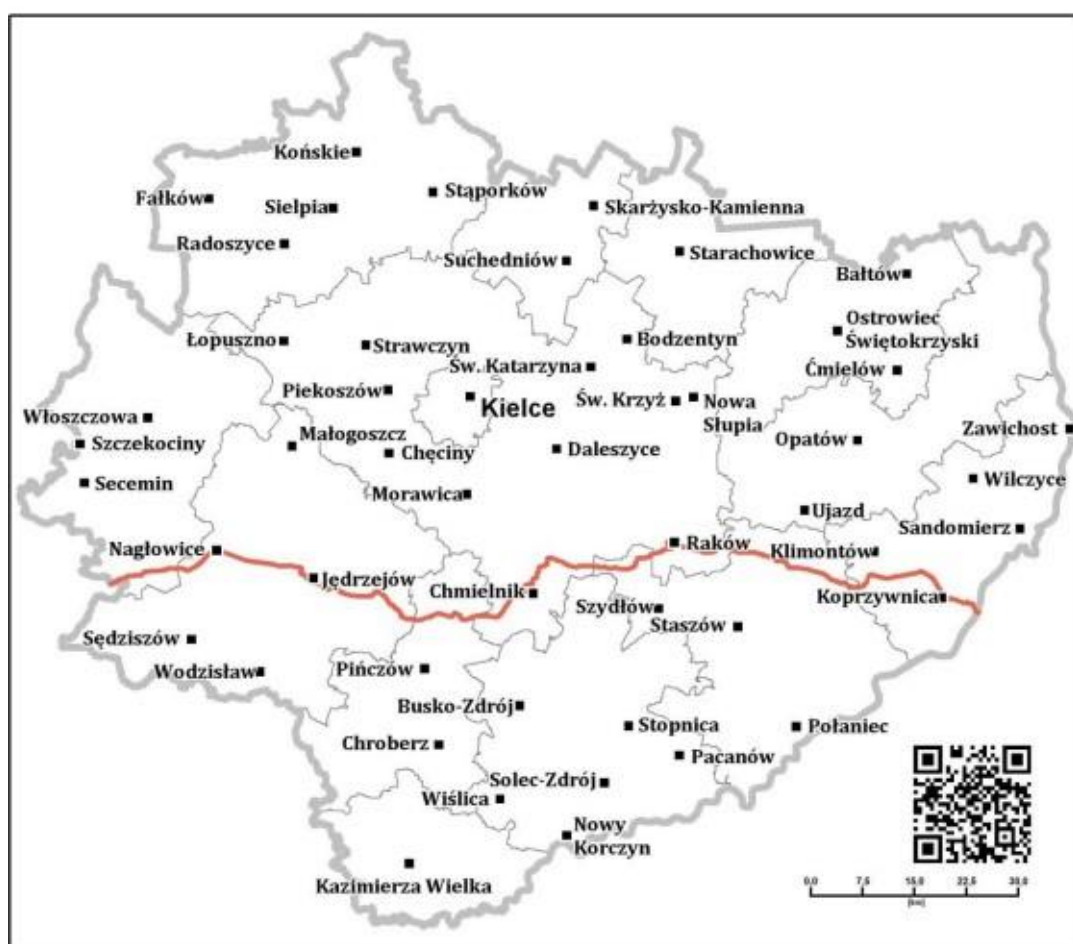 Końskie
Fałków
Sielpia
Stąporków
Skarżysko-Kamienna
Radoszyce
Suchedniów
Starachowice
Bałtów
Łopuszno
Strawczyn
Bodzentyn
Ostrowiec
Świętokrzyski
Św. Katarzyna
Ćmielów
Piekoszów
Kielce
Św. Krzyż
Nowa
Słupia
Włoszczowa
Małogoszcz
Szczekociny
Chęciny
Daleszyce
Opatów
Zawichost
Secemin
Morawica
Wilczyce
Ujazd
Sandomierz
Nagłowice
Raków
Klimontów
Jędrzejów
Chmielnik
Koprzywnica
Szydłów
Staszów
Sędziszów
Wodzisław
Pińczów
Busko-Zdrój
Stopnica
Połaniec
Chroberz
Pacanów
Solec-Zdrój
Wiślica
Nowy
Korczyn
Kazimierza Wielka
0,0 7,5 15,0 22,5 30,0
[km]